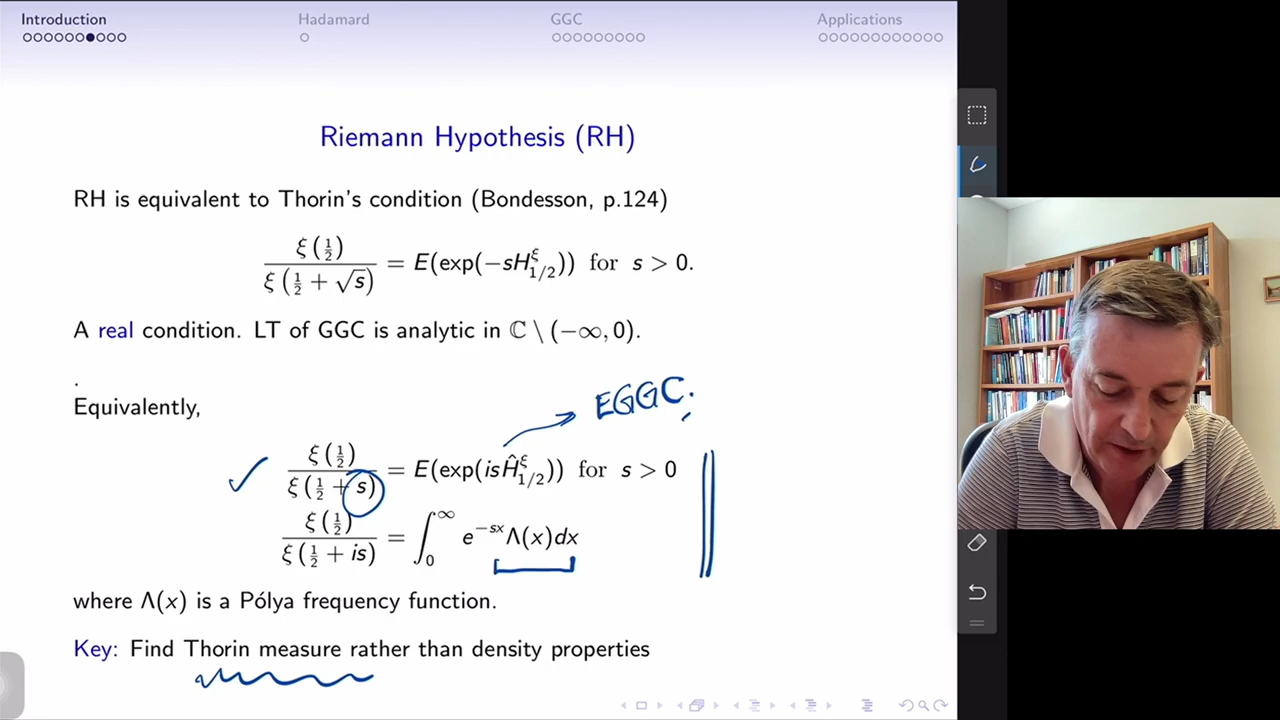 Introduction Hadamard GGC Applications
Riemann Hypothesis (RH)
RH is equivalent to Thorin's condition (Bondesson, p.124)
ξ(½) / ξ(½ + √s) = E(exp(−sH^ξ_{1/2})) for s > 0.
A real condition. LT of GGC is analytic in ℂ \ (−∞, 0).
.
Equivalently,
EGGC.
ξ(½) / ξ(½ + s) = E(exp(isĤ^ξ_{1/2})) for s > 0
ξ(½) / ξ(½ + is) = ∫_0^∞ e^{−sx}Λ(x)dx
where Λ(x) is a Pólya frequency function.
Key: Find Thorin measure rather than density properties